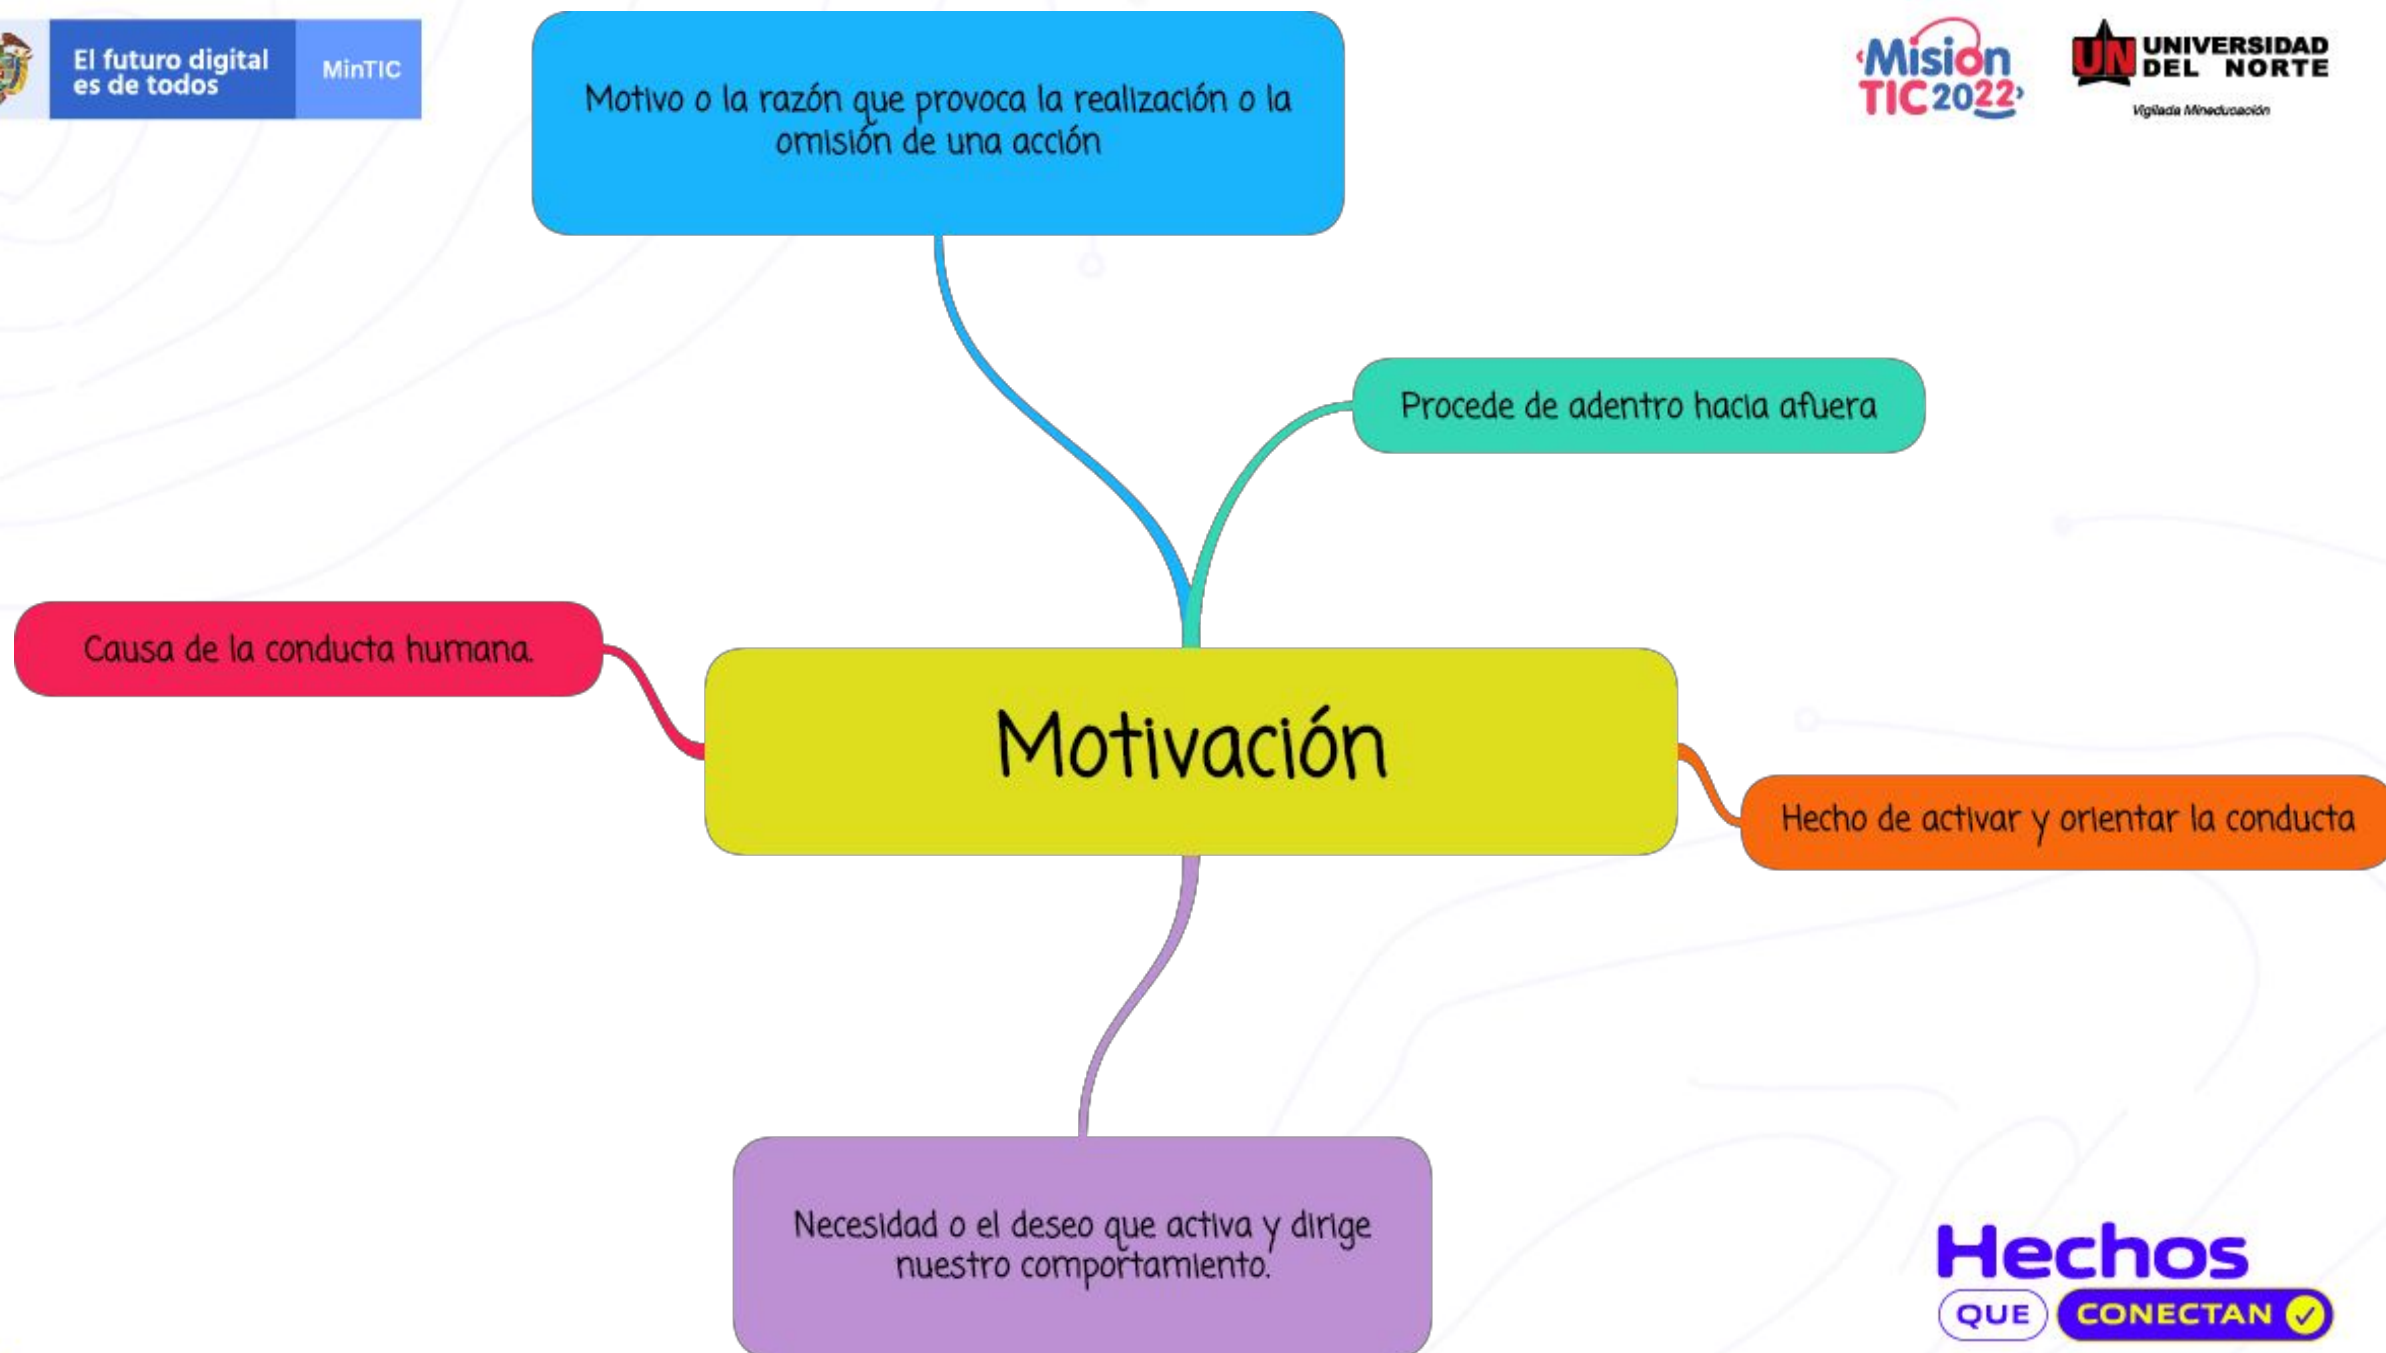 El futuro digital
es de todos
MinTIC
Motivo o la razón que provoca la realización o la
omisión de una acción
‹Misión
TIC 2022›
UN
UNIVERSIDAD
DEL NORTE
Vigilada Mineducación
Procede de adentro hacia afuera
Causa de la conducta humana.
Motivación
Hecho de activar y orientar la conducta
Necesidad o el deseo que activa y dirige
nuestro comportamiento.
Hechos
QUE CONECTAN